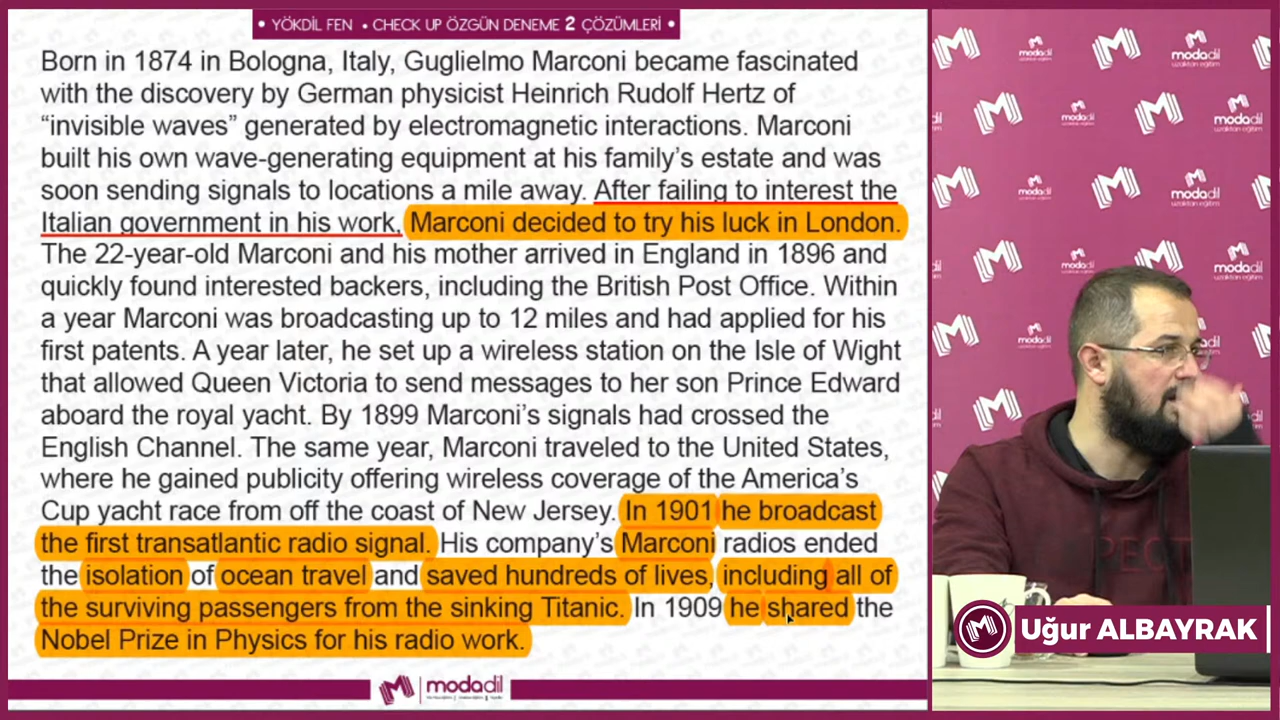 • YÖKDİL FEN • CHECK UP ÖZGÜN DENEME 2 ÇÖZÜMLERİ •
Born in 1874 in Bologna, Italy, Guglielmo Marconi became fascinated
with the discovery by German physicist Heinrich Rudolf Hertz of
“invisible waves” generated by electromagnetic interactions. Marconi
built his own wave-generating equipment at his family’s estate and was
soon sending signals to locations a mile away. After failing to interest the
Italian government in his work, Marconi decided to try his luck in London.
The 22-year-old Marconi and his mother arrived in England in 1896 and
quickly found interested backers, including the British Post Office. Within
a year Marconi was broadcasting up to 12 miles and had applied for his
first patents. A year later, he set up a wireless station on the Isle of Wight
that allowed Queen Victoria to send messages to her son Prince Edward
aboard the royal yacht. By 1899 Marconi’s signals had crossed the
English Channel. The same year, Marconi traveled to the United States,
where he gained publicity offering wireless coverage of the America’s
Cup yacht race from off the coast of New Jersey. In 1901 he broadcast
the first transatlantic radio signal. His company’s Marconi radios ended
the isolation of ocean travel and saved hundreds of lives, including all of
the surviving passengers from the sinking Titanic. In 1909 he shared the
Nobel Prize in Physics for his radio work.
modadil
modadil
uzaktan eğitim
Uğur ALBAYRAK